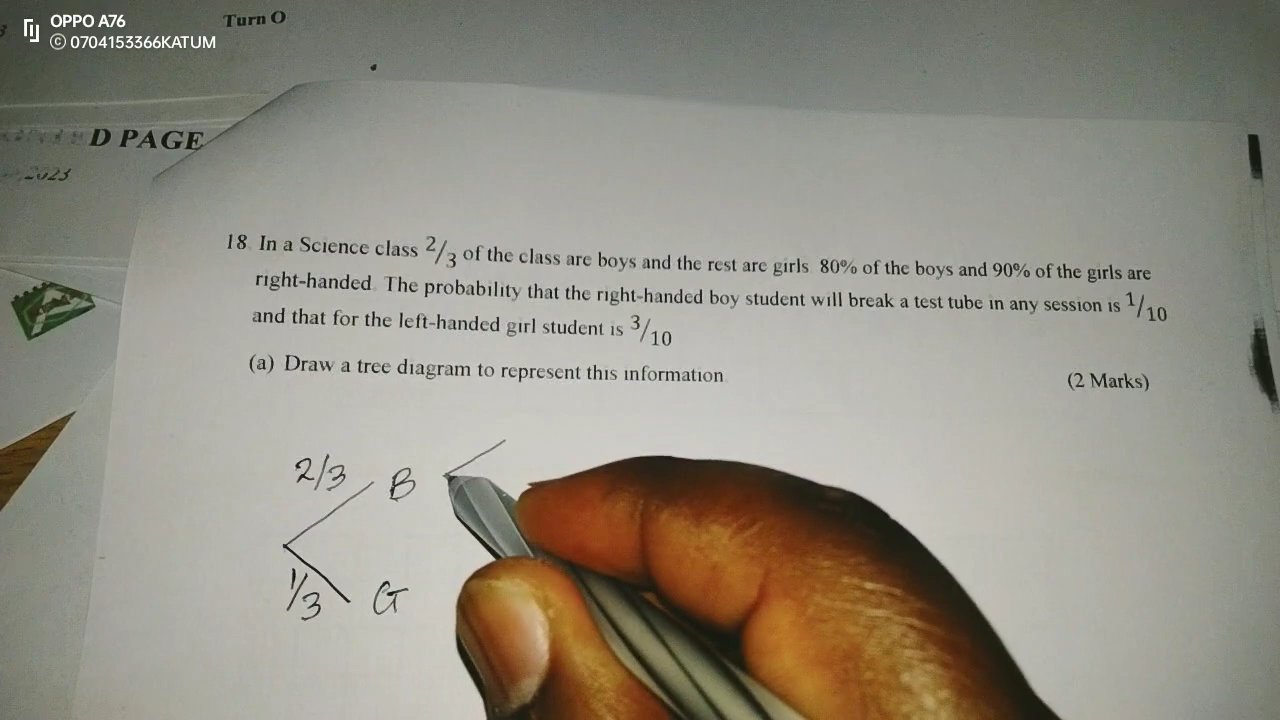 OPPO A76
© 0704153366KATUM
Turn O
D PAGE
2023
18 In a Science class 2/3 of the class are boys and the rest are girls 80% of the boys and 90% of the girls are
right-handed The probability that the right-handed boy student will break a test tube in any session is 1/10
and that for the left-handed girl student is 3/10
(a) Draw a tree diagram to represent this information
(2 Marks)
2/3 B
1/3 G